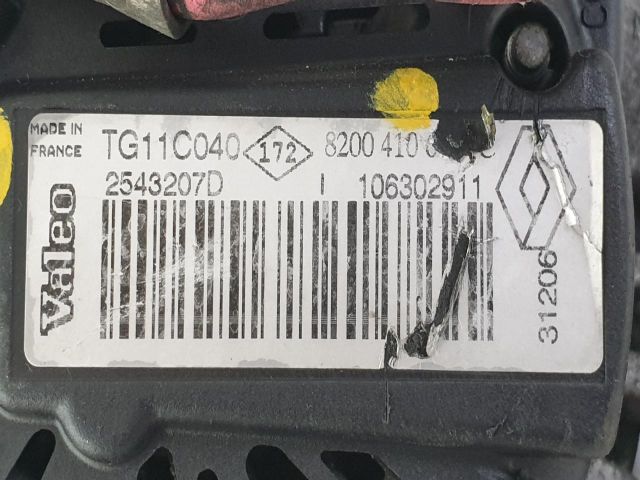 MADE IN
FRANCE
TG11C040
172
8200 410
2543207D
I
106302911
Valeo
31206